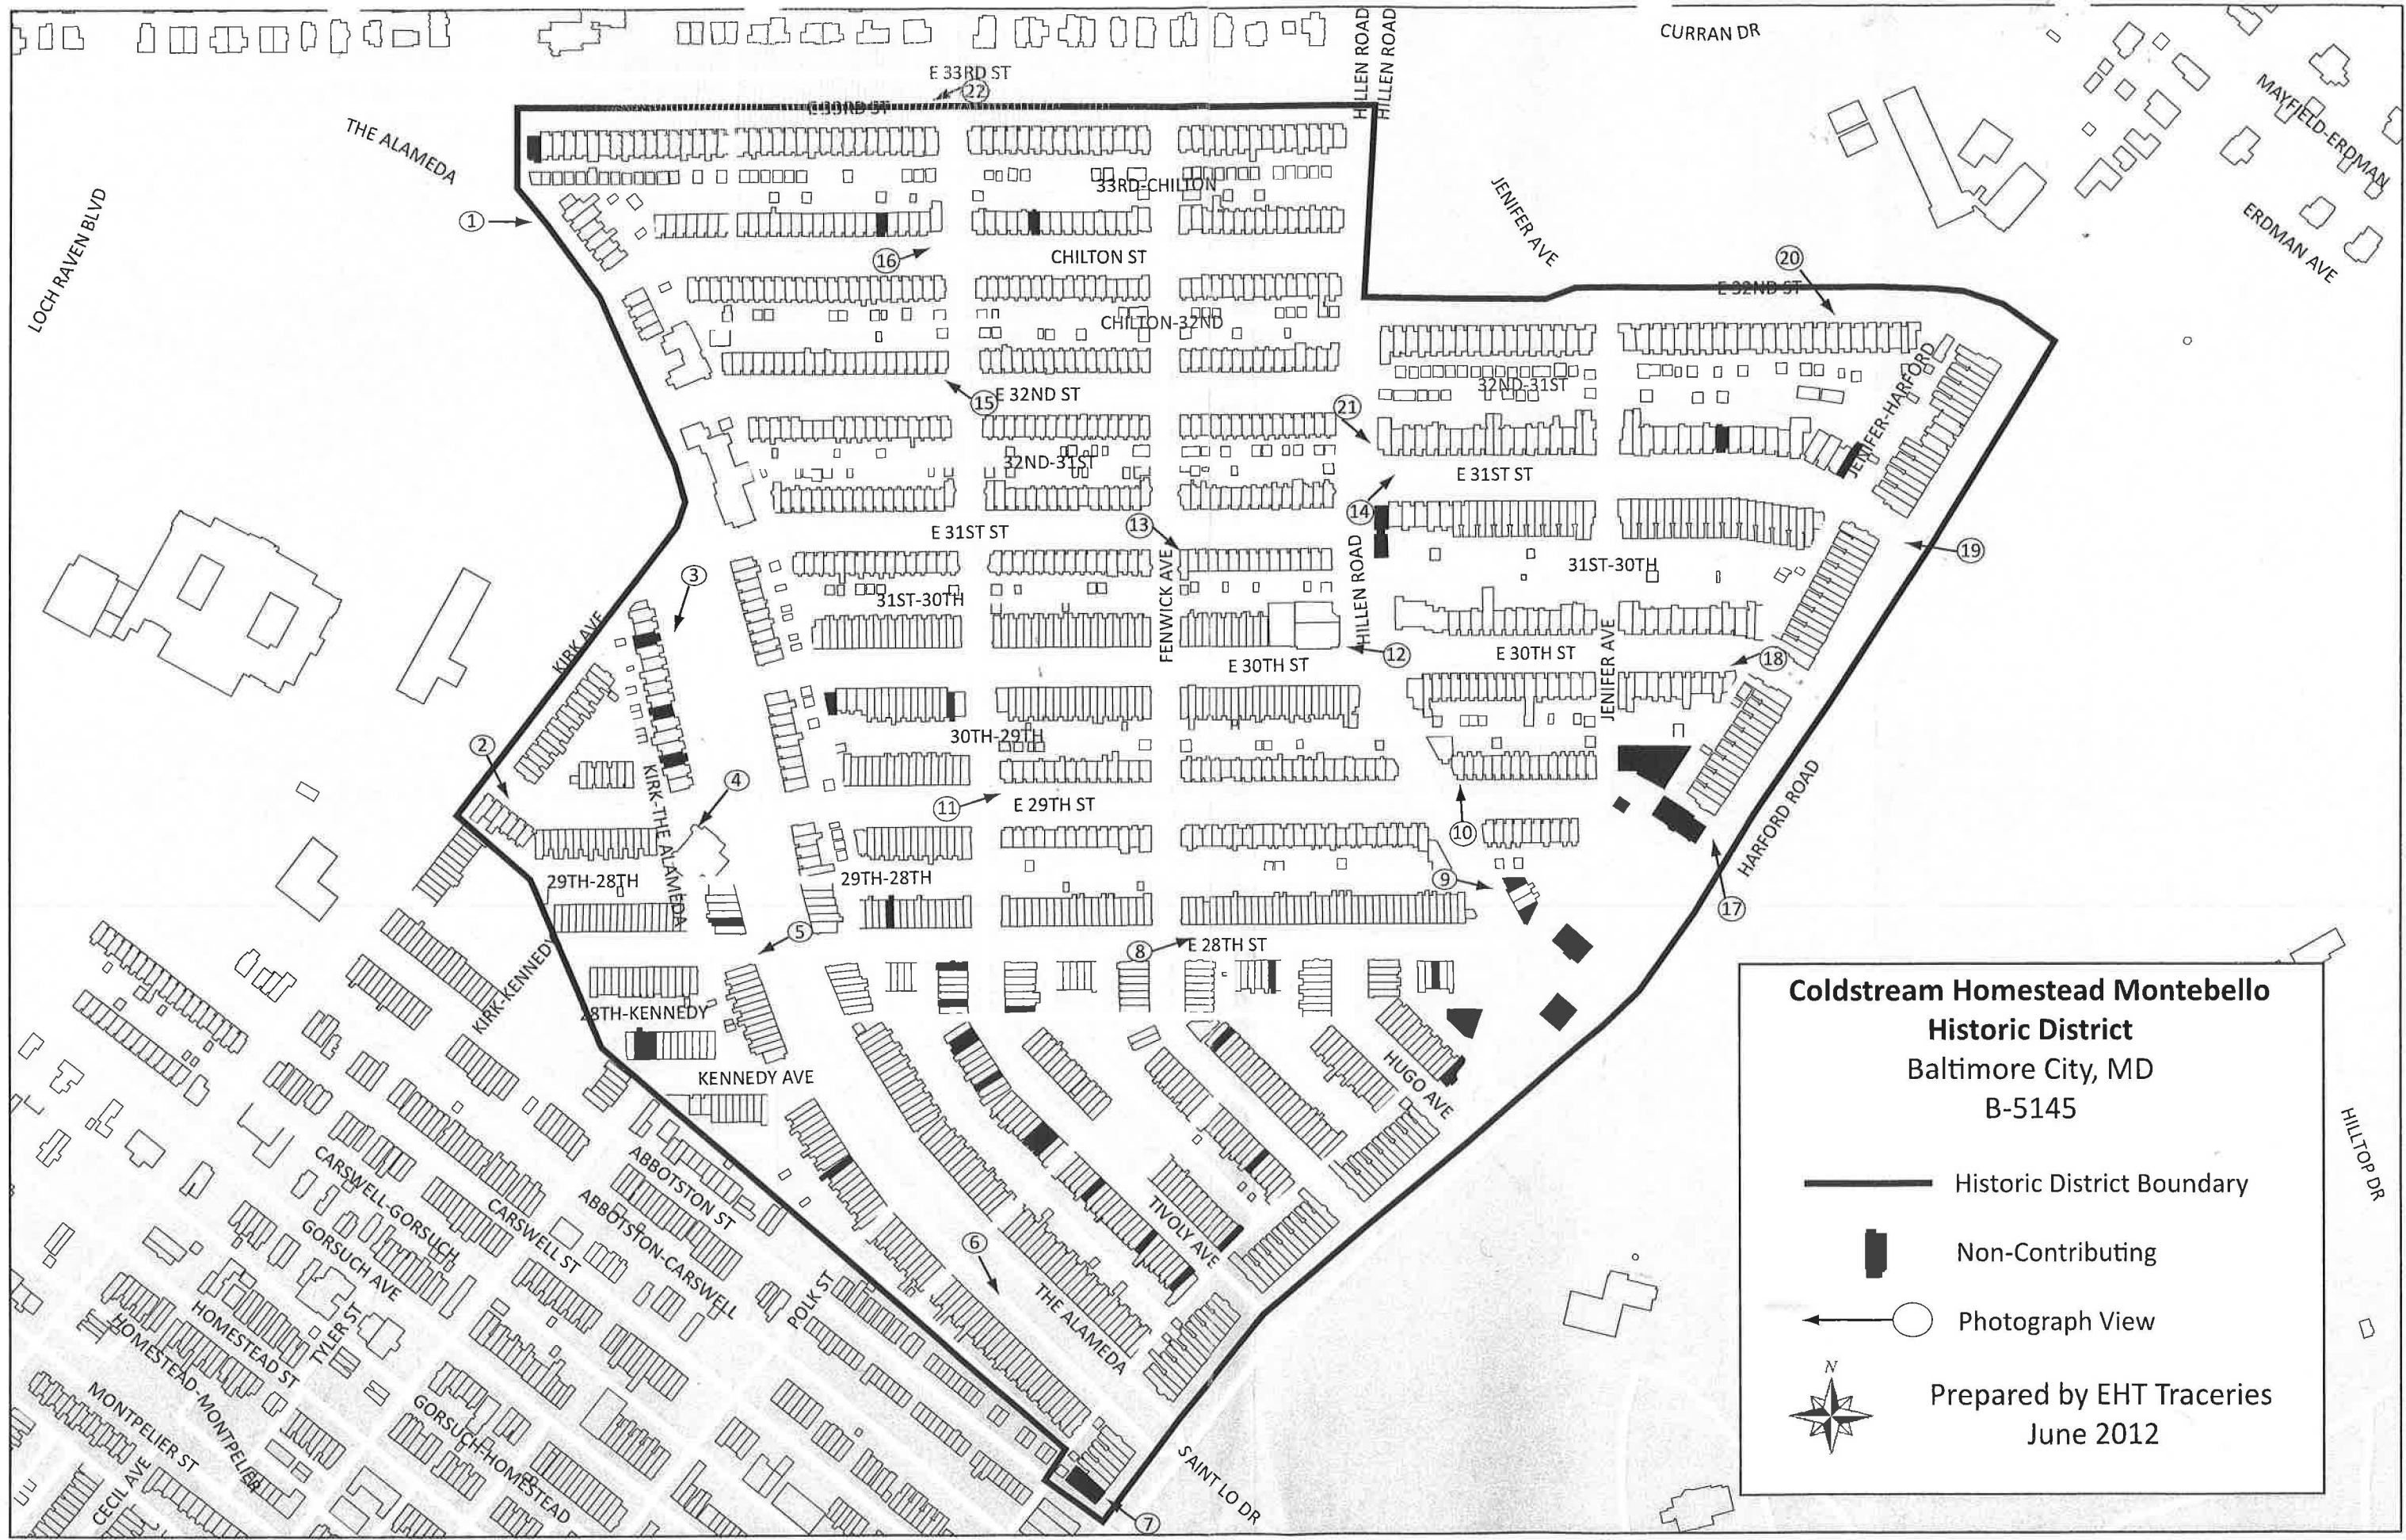 HILLEN ROAD
HILLEN ROAD
CURRAN DR
E 33RD ST
22
E 33RD ST
THE ALAMEDA
MAYFIELD-ERDMAN
LOCH RAVEN BLVD
1
33RD-CHILTON
JENIFER AVE
ERDMAN AVE
16
CHILTON ST
20
E 32ND ST
CHILTON-32ND
15
E 32ND ST
21
32ND-31ST
JENIFER-HARFORD
32ND-31ST
E 31ST ST
14
E 31ST ST
13
FENWICK AVE
HILLEN ROAD
19
3
31ST-30TH
31ST-30TH
KIRK AVE
12
E 30TH ST
E 30TH ST
JENIFER AVE
18
2
30TH-29TH
KIRK-THE ALAMEDA
4
11
E 29TH ST
10
HARFORD ROAD
29TH-28TH
29TH-28TH
9
17
5
8
E 28TH ST
KIRK-KENNEDY
28TH-KENNEDY
KENNEDY AVE
HUGO AVE
HILLTOP DR
ABBOTSTON ST
CARSWELL-GORSUCH
CARSWELL ST
ABBOTSTON-CARSWELL
TIVOLY AVE
GORSUCH AVE
6
POLK ST
THE ALAMEDA
HOMESTEAD ST
TYLER ST
HOMESTEAD-MONTPELIER
MONTPELIER ST
GORSUCH-HOMESTEAD
CECIL AVE
SAINT LO DR
7
Coldstream Homestead Montebello
Historic District
Baltimore City, MD
B-5145
Historic District Boundary
Non-Contributing
Photograph View
N
Prepared by EHT Traceries
June 2012